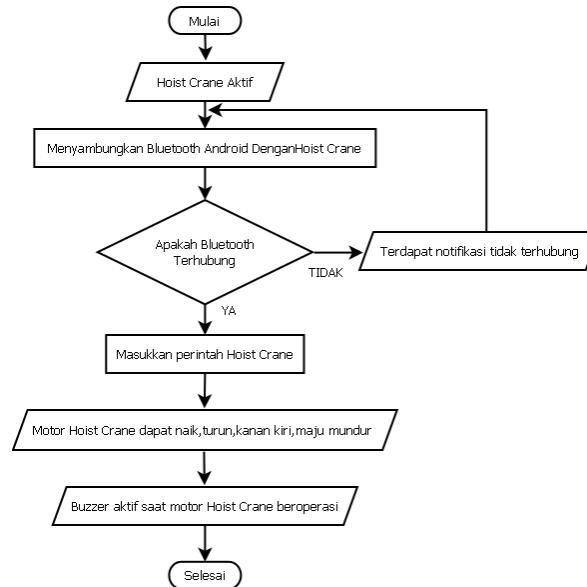 Mulai
Hoist Crane Aktif
Menyambungkan Bluetooth Android DenganHoist Crane
Apakah Bluetooth
Terhubung
TIDAK
Terdapat notifikasi tidak terhubung
YA
Masukkan perintah Hoist Crane
Motor Hoist Crane dapat naik,turun,kanan kiri,maju mundur
Buzzer aktif saat motor Hoist Crane beroperasi
Selesai